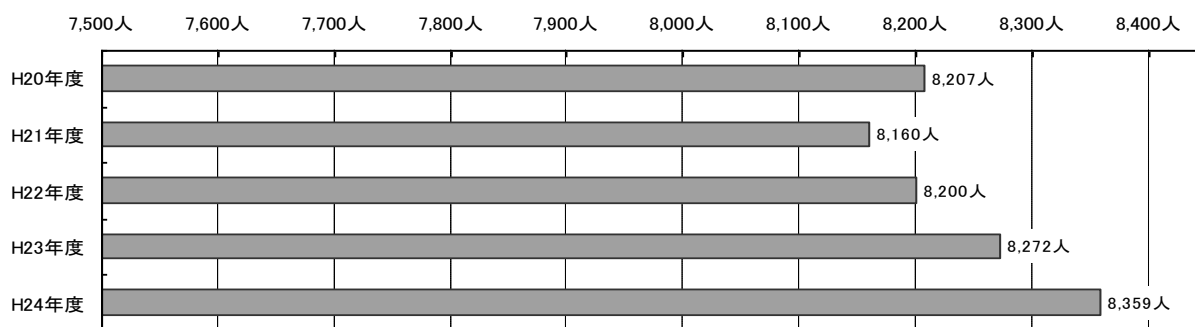 7,500人 7,600人 7,700人 7,800人 7,900人 8,000人 8,100人 8,200人 8,300人 8,400人
H20年度 8,207人
H21年度 8,160人
H22年度 8,200人
H23年度 8,272人
H24年度 8,359人